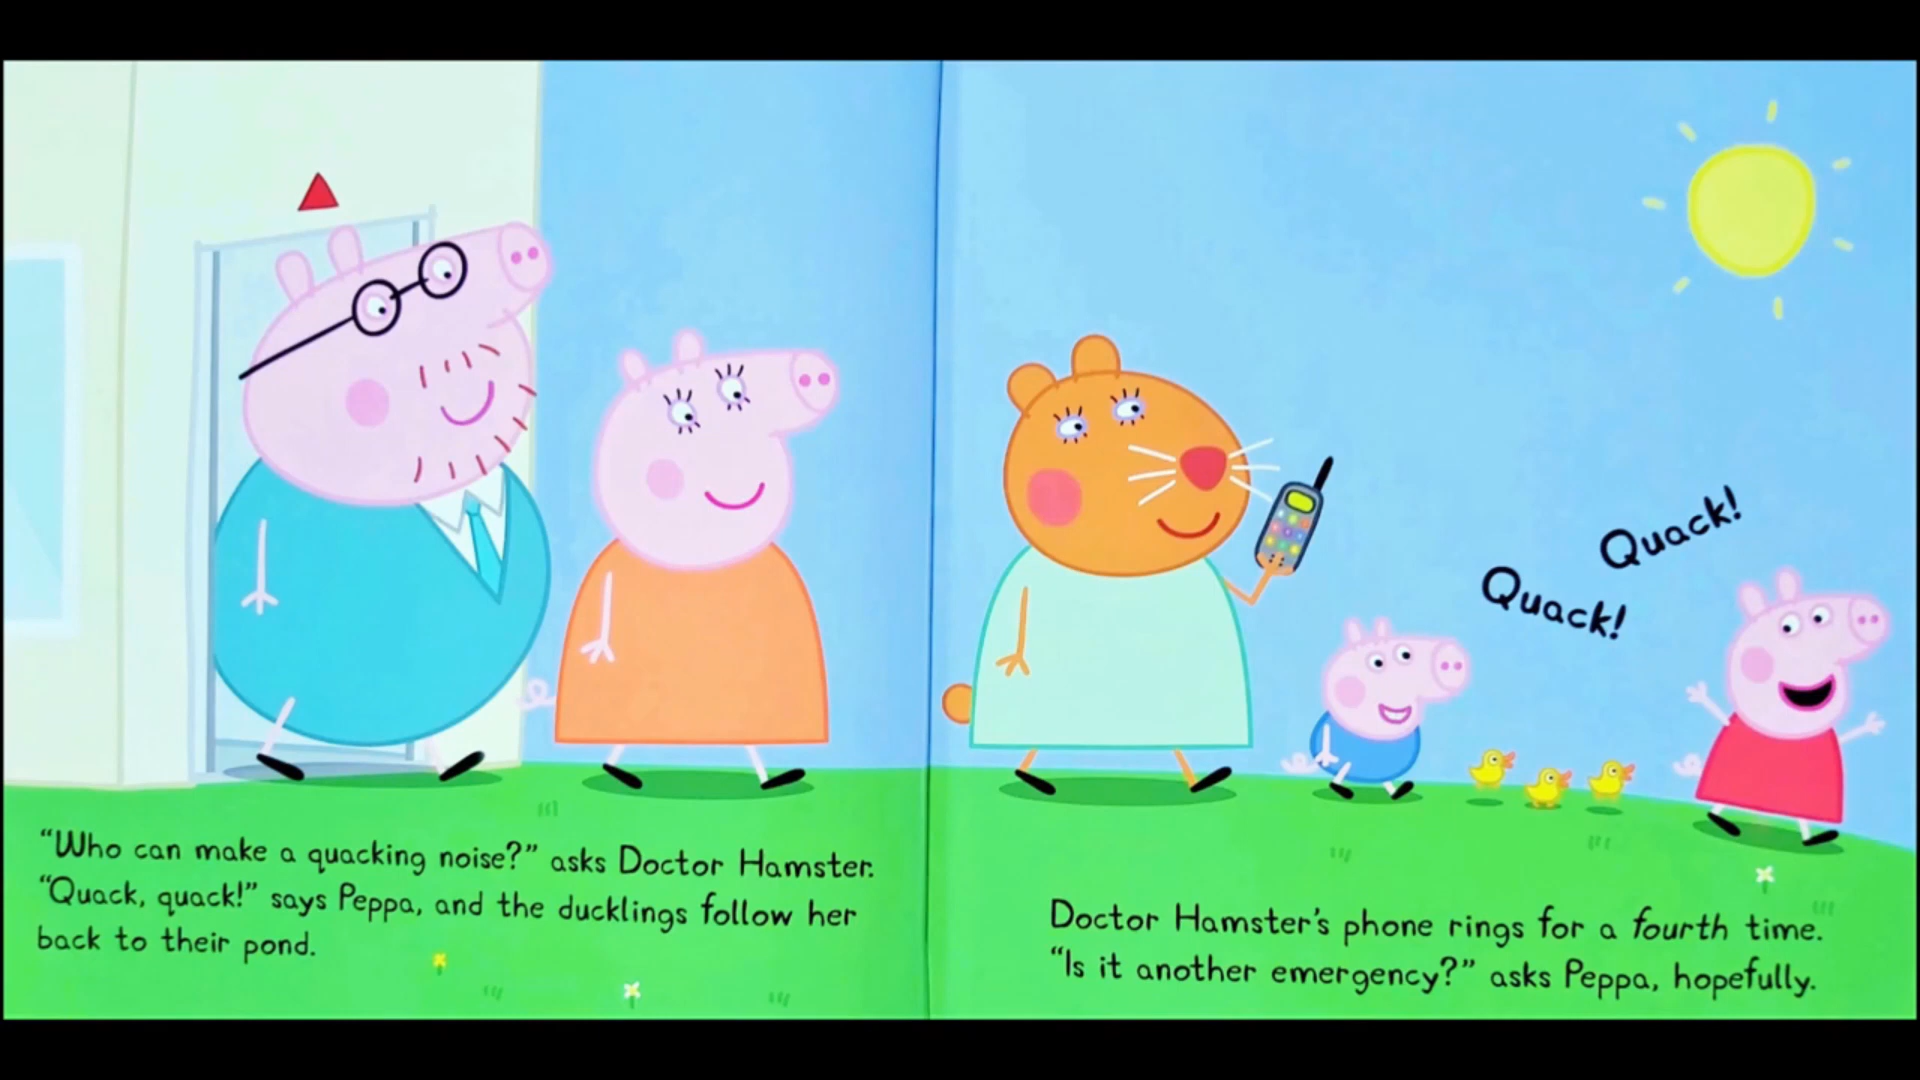 Quack!
Quack!
“Who can make a quacking noise?” asks Doctor Hamster.
“Quack, quack!” says Peppa, and the ducklings follow her
back to their pond.
Doctor Hamster’s phone rings for a fourth time.
“Is it another emergency?” asks Peppa, hopefully.